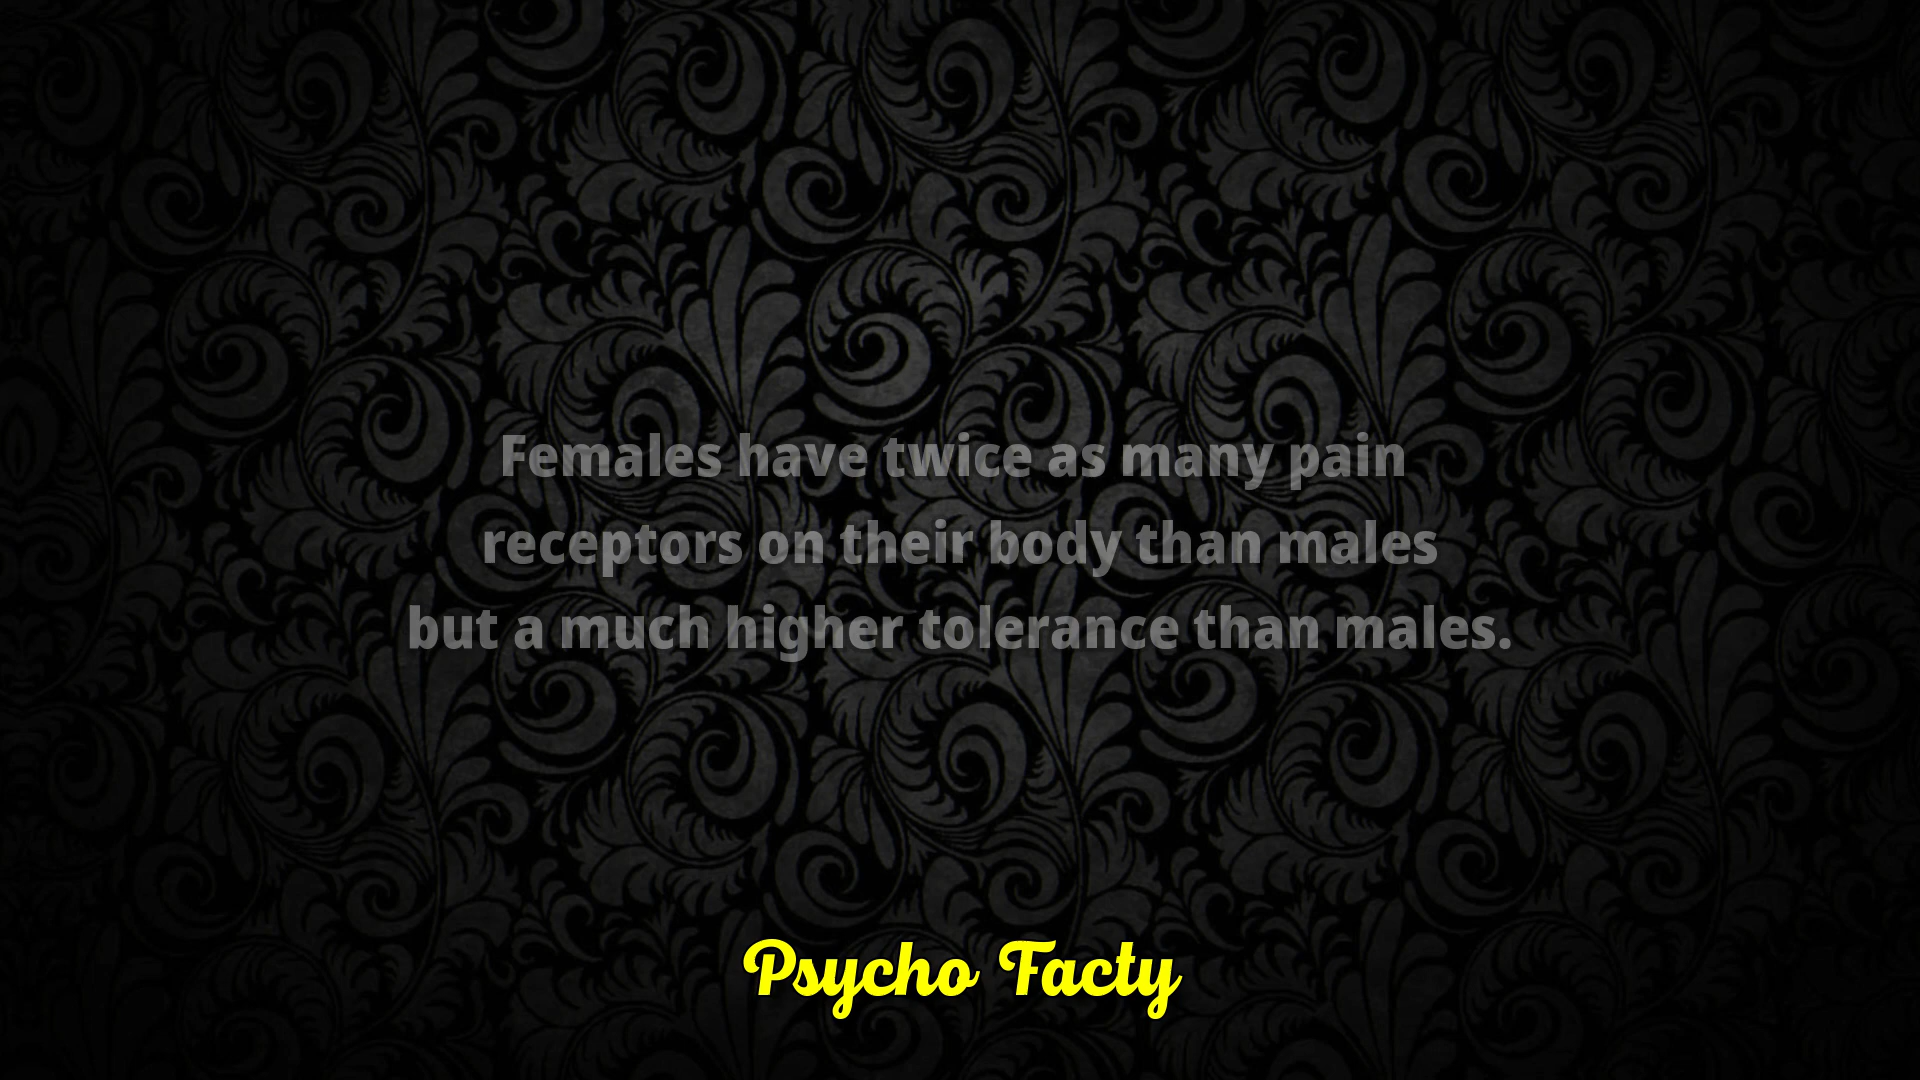 Females have twice as many pain
receptors on their body than males
but a much higher tolerance than males.
Psycho Facty